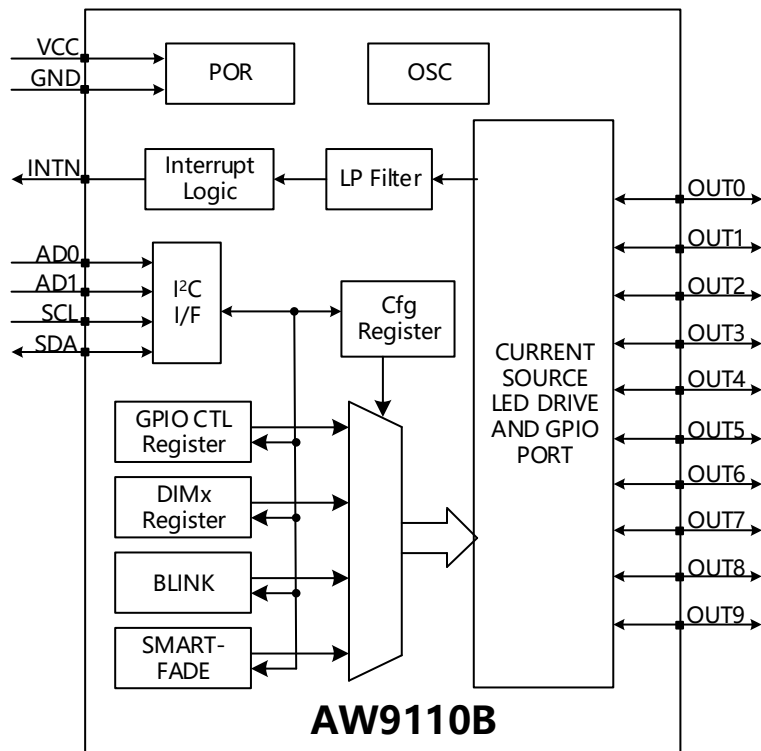 VCC
GND
POR
OSC
INTN
Interrupt
Logic
LP Filter
AD0
AD1
SCL
SDA
I²C
I/F
Cfg
Register
GPIO CTL
Register
DIMx
Register
BLINK
SMART-
FADE
CURRENT
SOURCE
LED DRIVE
AND GPIO
PORT
OUT0
OUT1
OUT2
OUT3
OUT4
OUT5
OUT6
OUT7
OUT8
OUT9
AW9110B